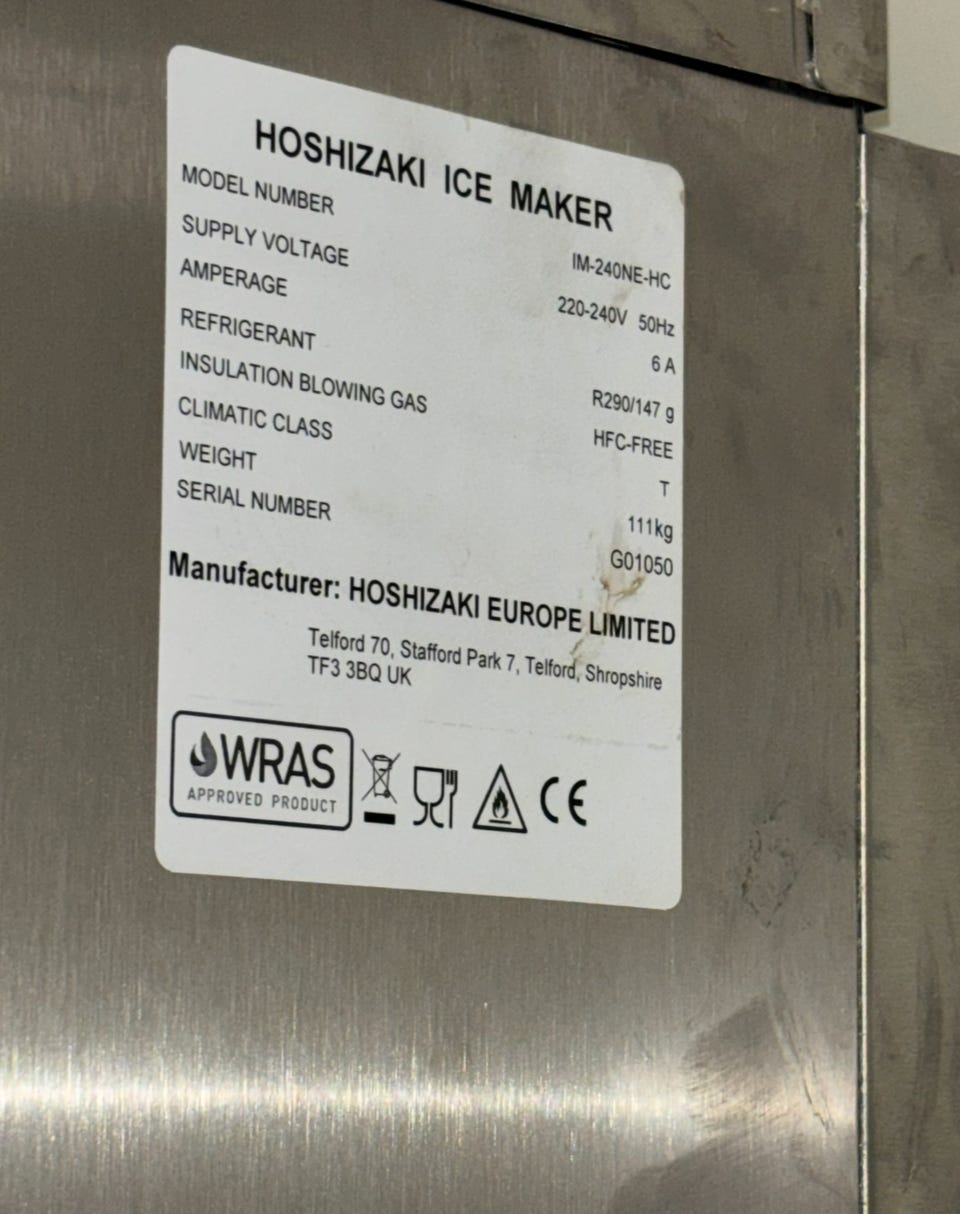 HOSHIZAKI ICE MAKER
MODEL NUMBER IM-240NE-HC
SUPPLY VOLTAGE 220-240V 50Hz
AMPERAGE 6 A
REFRIGERANT R290/147 g
INSULATION BLOWING GAS HFC-FREE
CLIMATIC CLASS T
WEIGHT 111kg
SERIAL NUMBER G01050
Manufacturer: HOSHIZAKI EUROPE LIMITED
Telford 70, Stafford Park 7, Telford, Shropshire
TF3 3BQ UK
WRAS CE
APPROVED PRODUCT